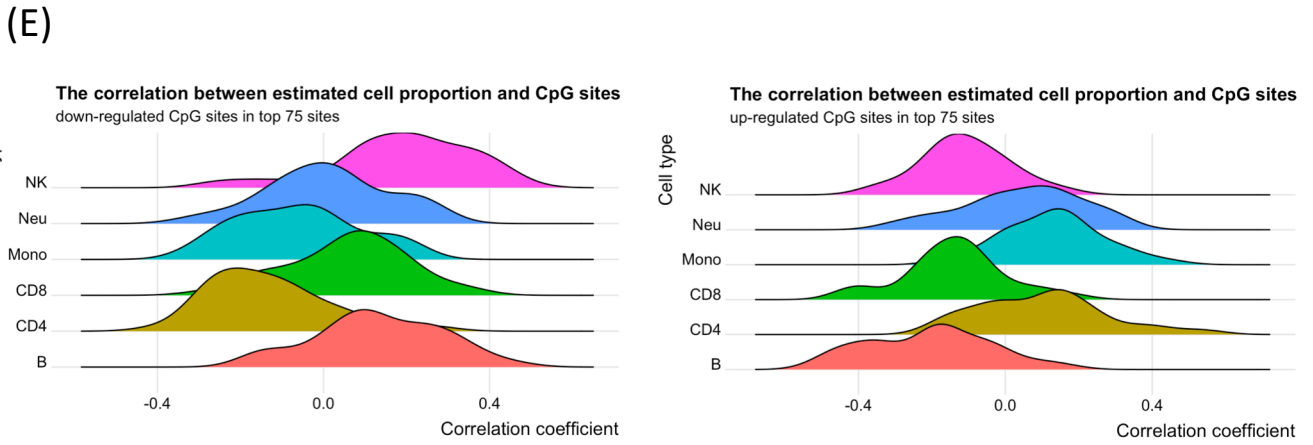 (E)
The correlation between estimated cell proportion and CpG sites
down-regulated CpG sites in top 75 sites
NK
Neu
Mono
CD8
CD4
B
-0.4 0.0 0.4
Correlation coefficient
The correlation between estimated cell proportion and CpG sites
up-regulated CpG sites in top 75 sites
Cell type
NK
Neu
Mono
CD8
CD4
B
-0.4 0.0 0.4
Correlation coefficient